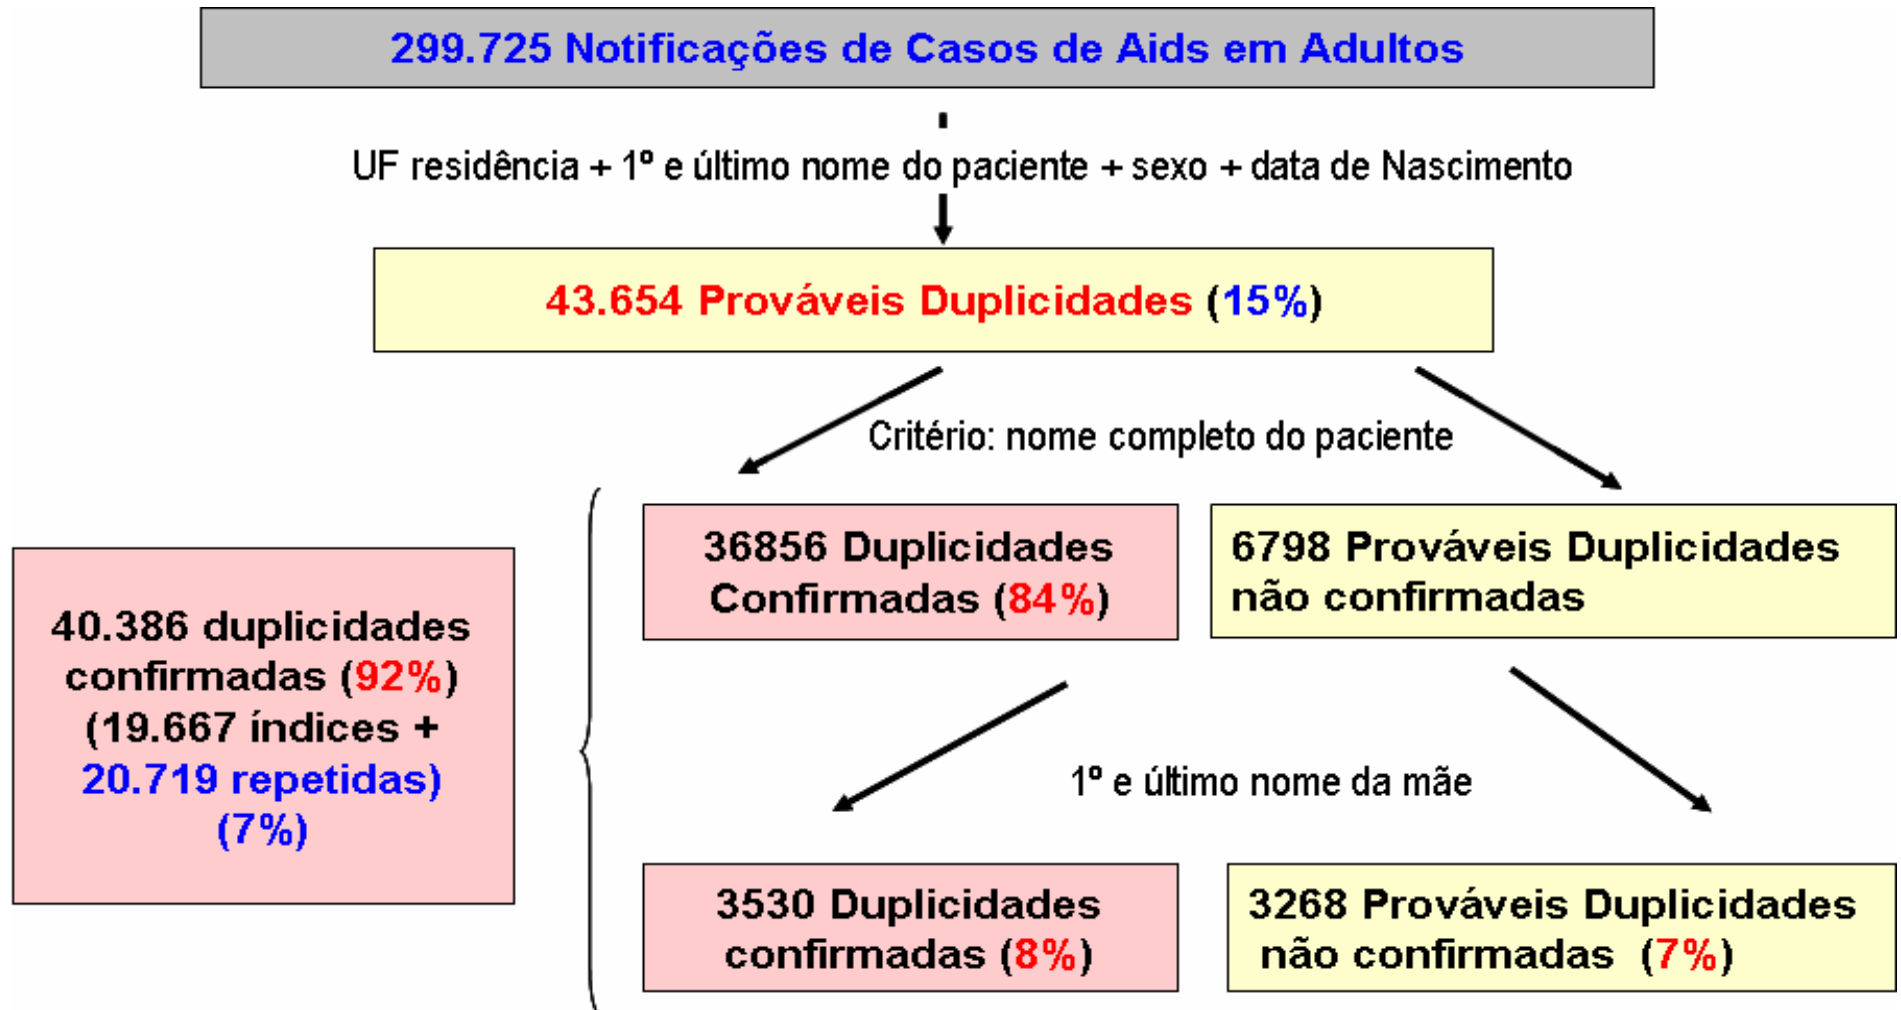 299.725 Notificações de Casos de Aids em Adultos
UF residência + 1º e último nome do paciente + sexo + data de Nascimento
43.654 Prováveis Duplicidades (15%)
Critério: nome completo do paciente
36856 Duplicidades
Confirmadas (84%)
6798 Prováveis Duplicidades
não confirmadas
40.386 duplicidades
confirmadas (92%)
(19.667 índices +
20.719 repetidas)
(7%)
1º e último nome da mãe
3530 Duplicidades
confirmadas (8%)
3268 Prováveis Duplicidades
não confirmadas (7%)